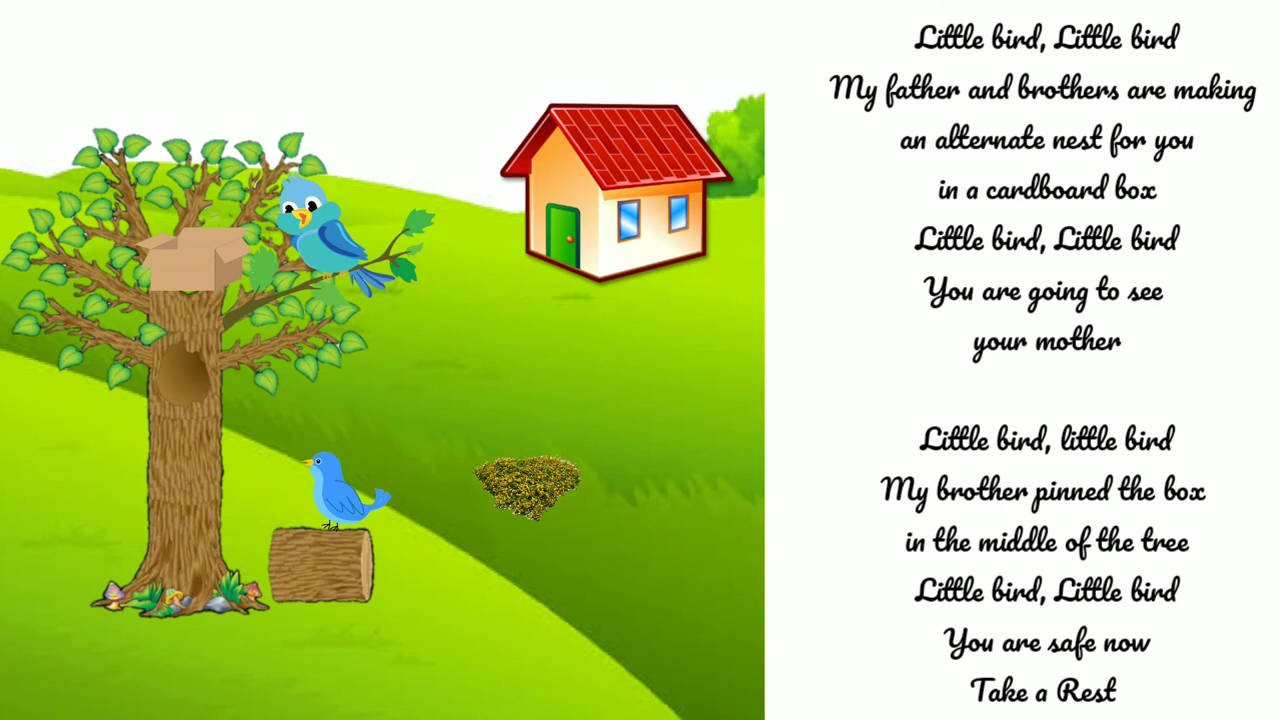 Little bird, Little bird
My father and brothers are making
an alternate nest for you
in a cardboard box
Little bird, Little bird
You are going to see
your mother
Little bird, little bird
My brother pinned the box
in the middle of the tree
Little bird, Little bird
You are safe now
Take a Rest